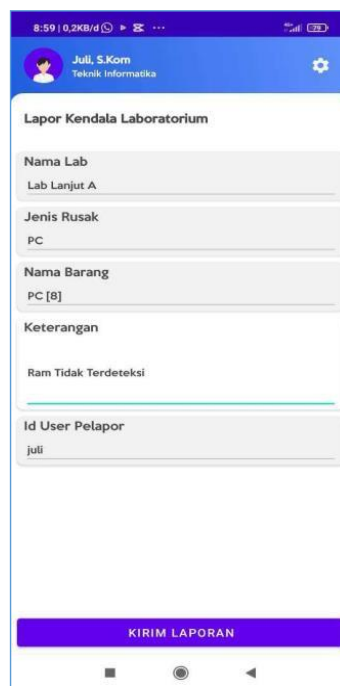 8:59 | 0,2KB/d
Juli, S.Kom
Teknik Informatika
Lapor Kendala Laboratorium
Nama Lab
Lab Lanjut A
Jenis Rusak
PC
Nama Barang
PC [8]
Keterangan
Ram Tidak Terdeteksi
Id User Pelapor
juli
KIRIM LAPORAN